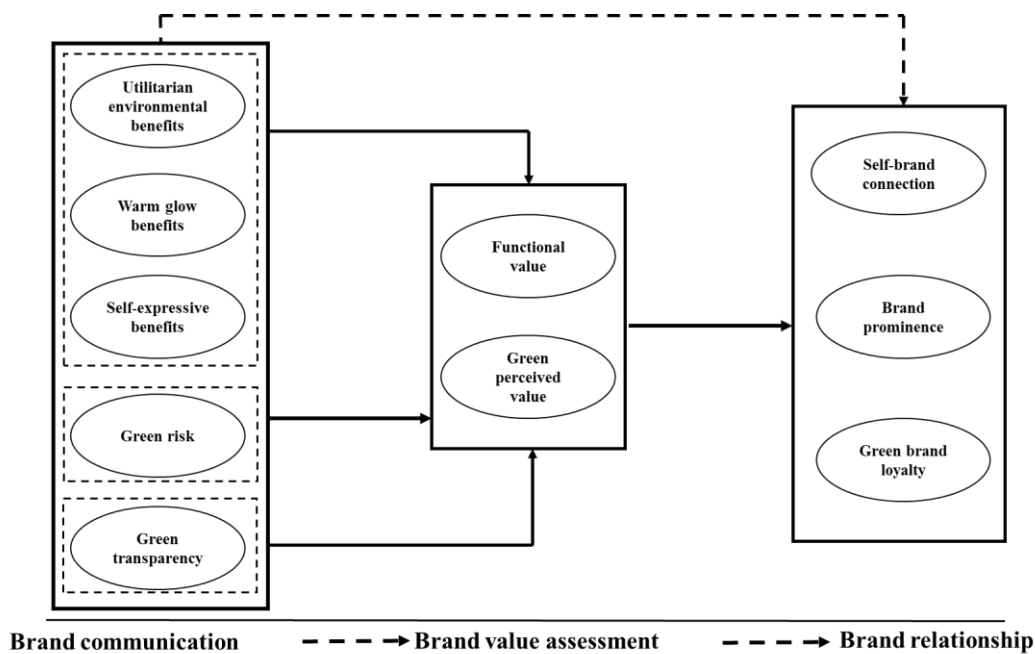 Utilitarian
environmental
benefits
Warm glow
benefits
Self-expressive
benefits
Green risk
Green
transparency
Functional
value
Green
perceived
value
Self-brand
connection
Brand
prominence
Green brand
loyalty
Brand communication Brand value assessment Brand relationship